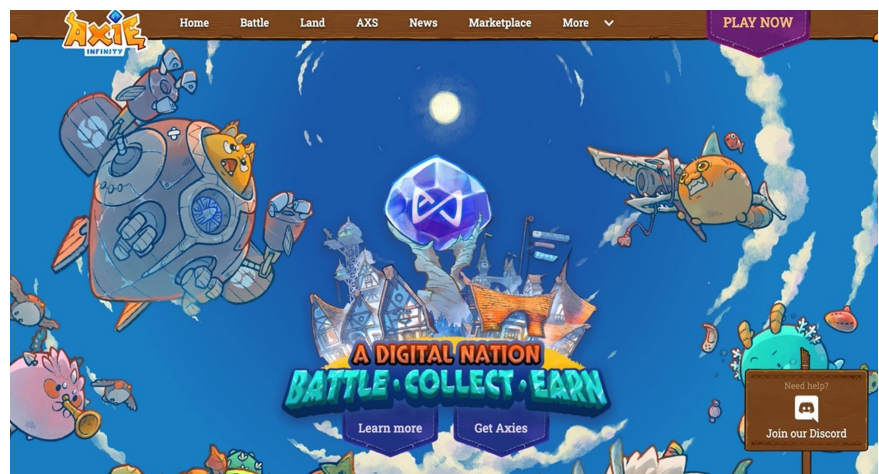 AXIE
INFINITY
Home Battle Land AXS News Marketplace More
PLAY NOW
A DIGITAL NATION
BATTLE · COLLECT · EARN
Learn more Get Axies
Need help?
Join our Discord